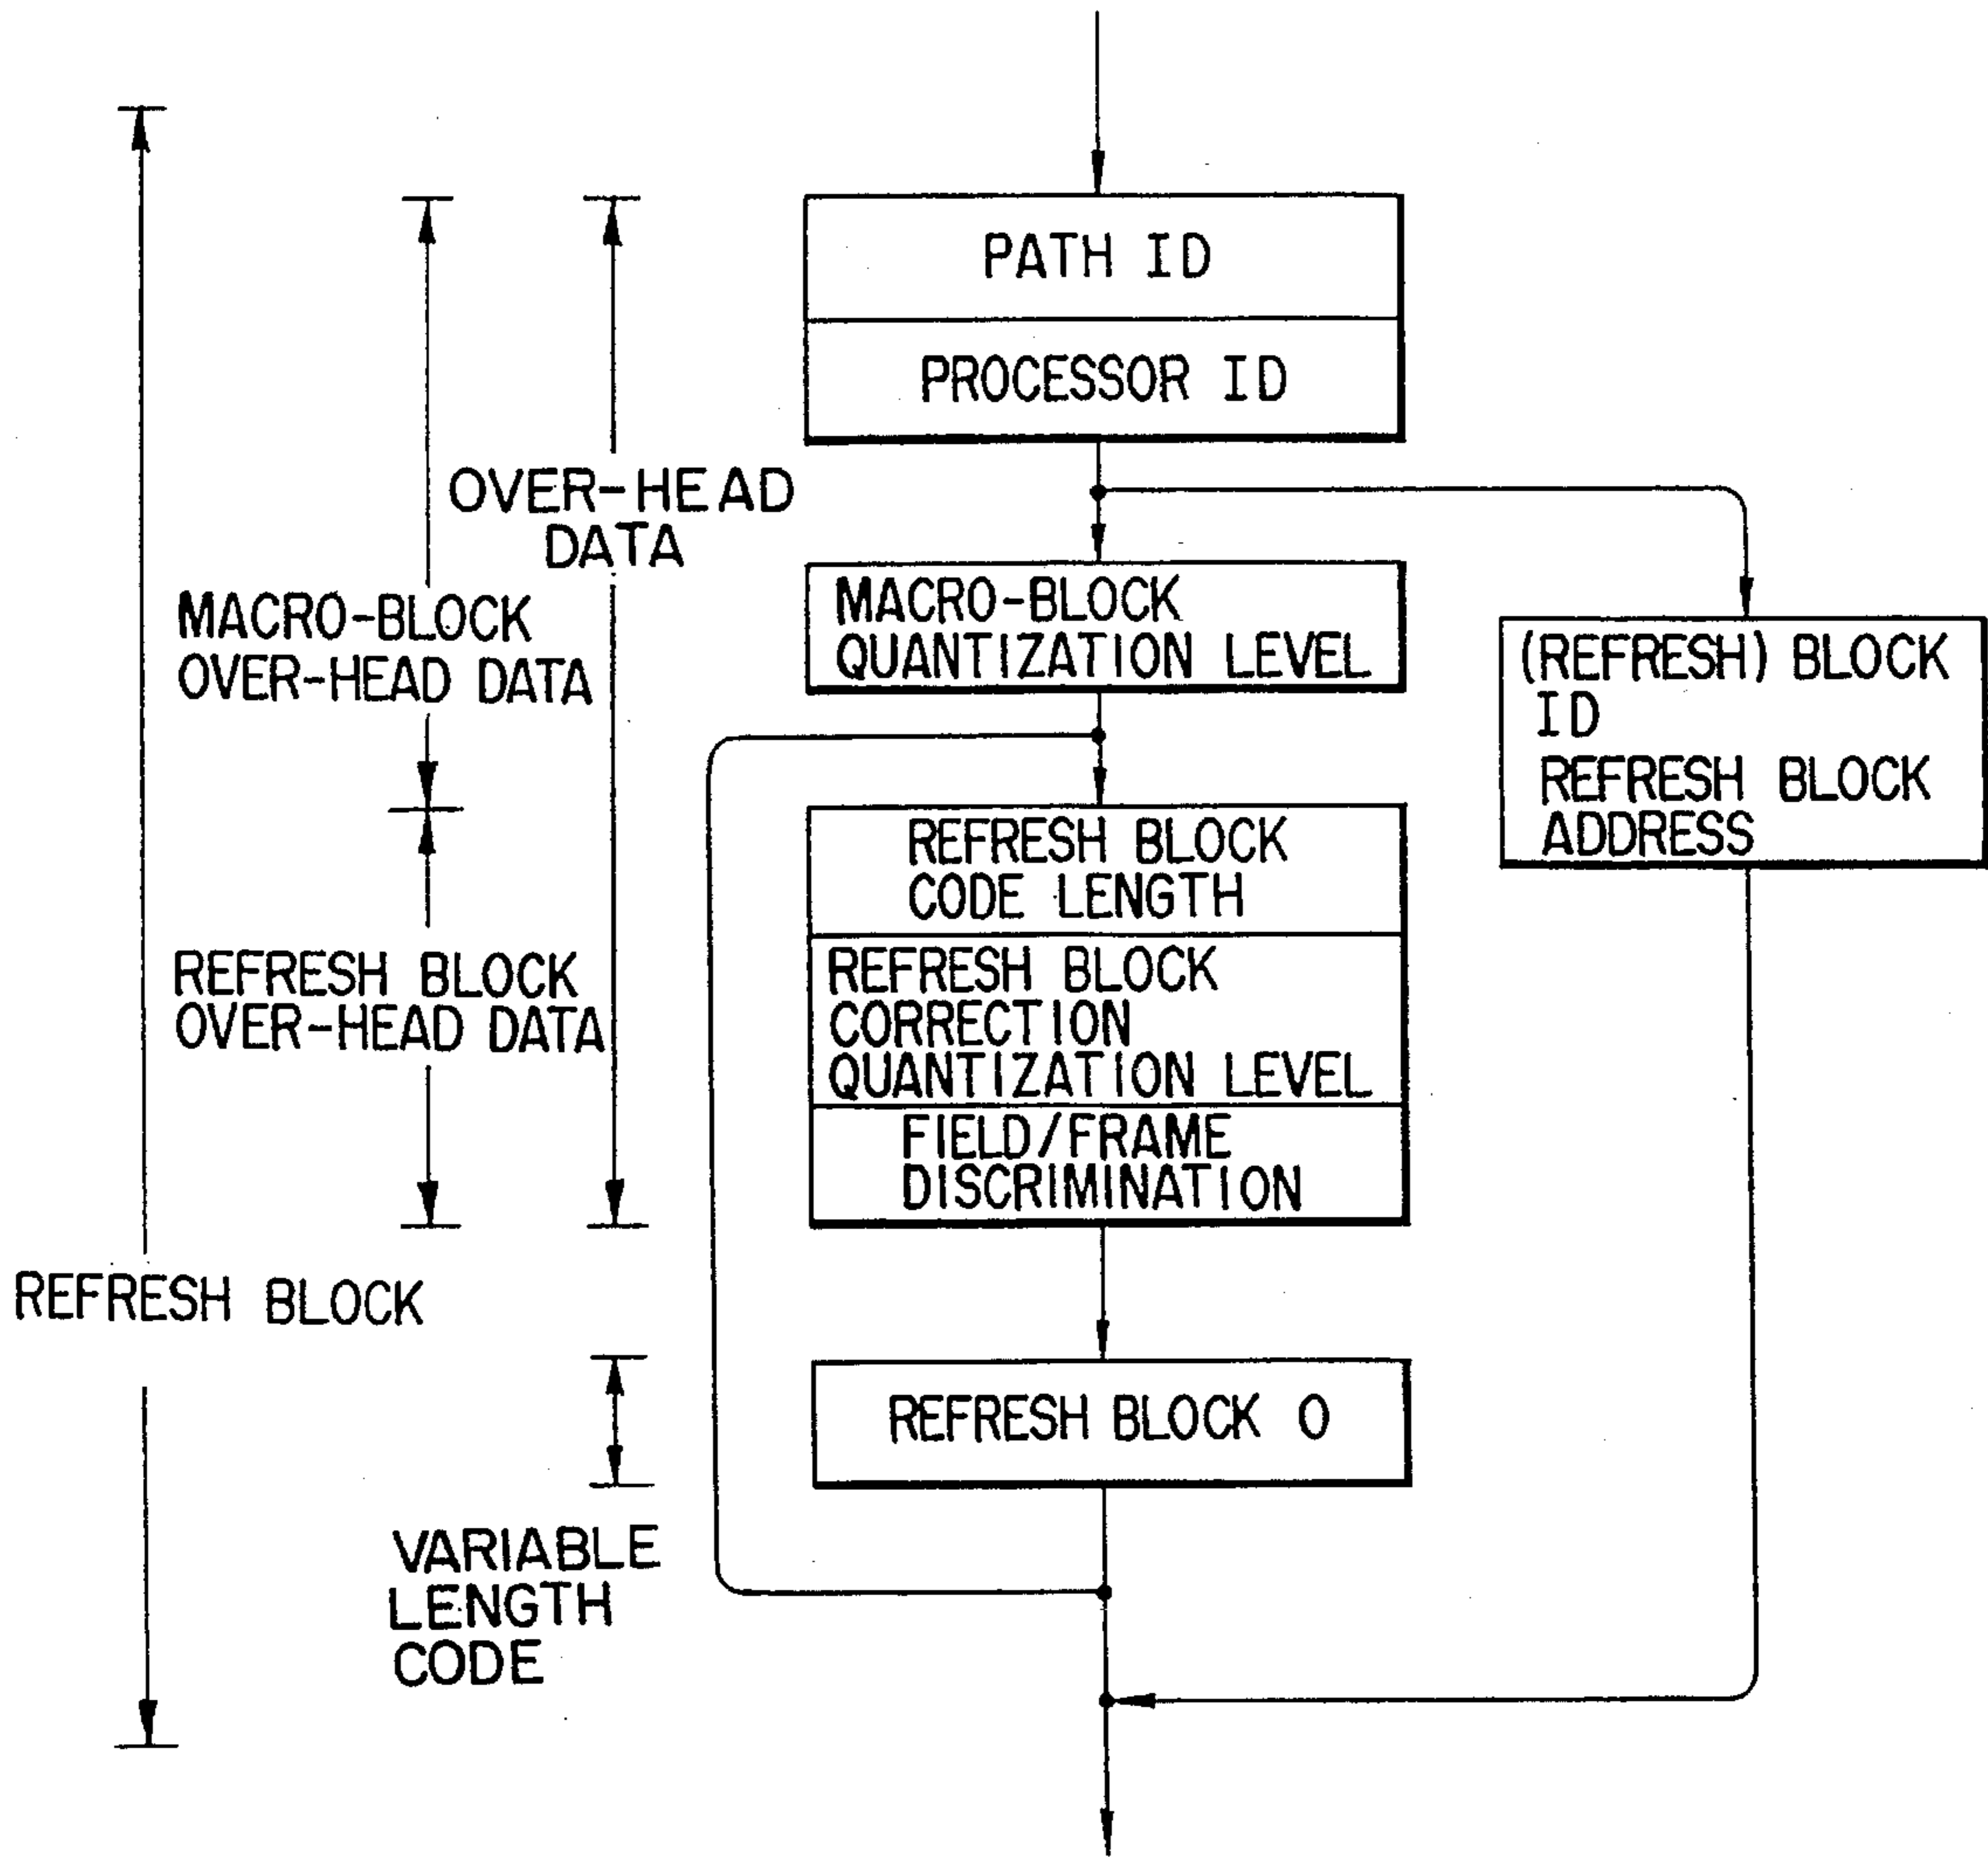 PATH ID
PROCESSOR ID
OVER-HEAD
DATA
MACRO-BLOCK
OVER-HEAD DATA
MACRO-BLOCK
QUANTIZATION LEVEL
(REFRESH) BLOCK
ID
REFRESH BLOCK
ADDRESS
REFRESH BLOCK
CODE LENGTH
REFRESH BLOCK
OVER-HEAD DATA
REFRESH BLOCK
CORRECTION
QUANTIZATION LEVEL
FIELD/FRAME
DISCRIMINATION
REFRESH BLOCK
REFRESH BLOCK 0
VARIABLE
LENGTH
CODE